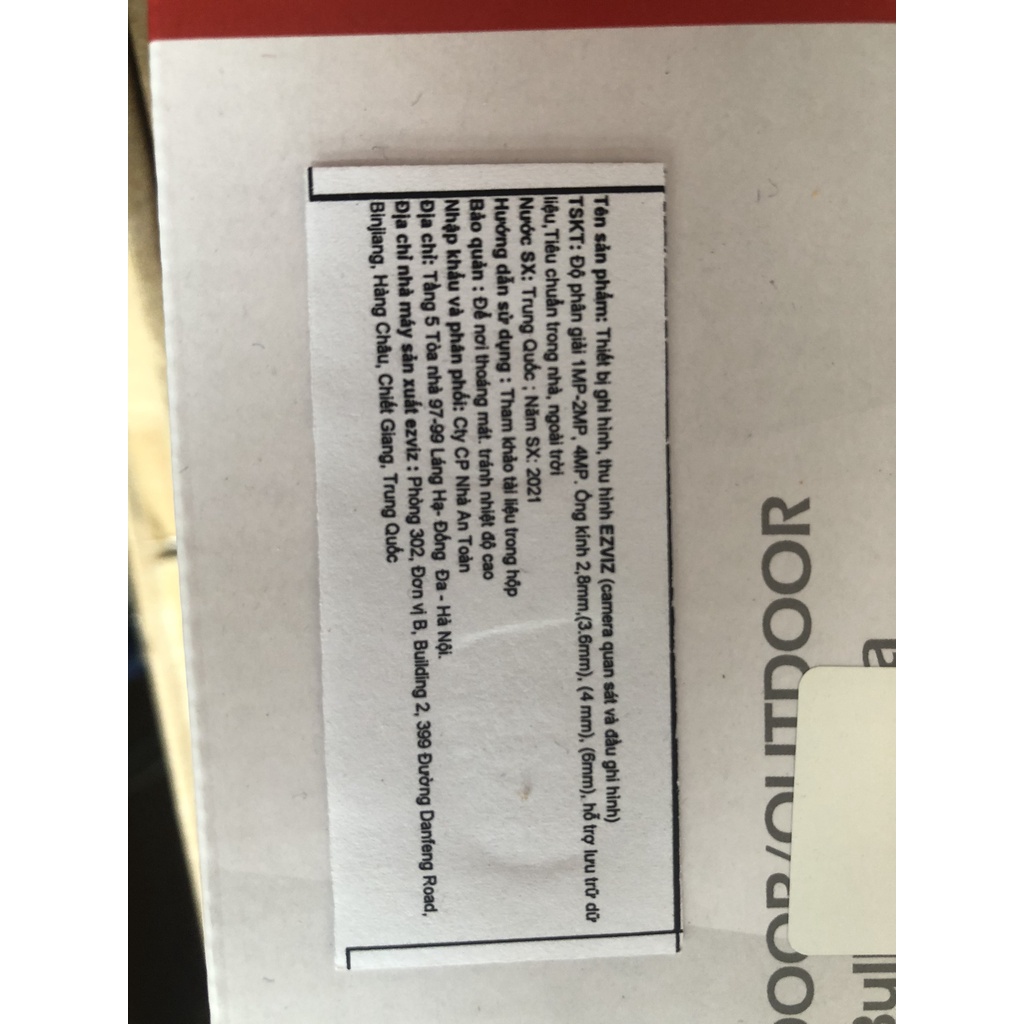 Tên sản phẩm: Thiết bị ghi hình, thu hình EZVIZ (camera quan sát và đầu ghi hình)
TSKT: Độ phân giải 1MP-2MP, 4MP. Ống kính 2,8mm,(3.6mm), (4 mm), (6mm), hỗ trợ lưu trữ dữ
liệu,Tiêu chuẩn trong nhà, ngoài trời
Nước SX: Trung Quốc ; Năm SX: 2021
Hướng dẫn sử dụng : Tham khảo tài liệu trong hộp
Bảo quản : Để nơi thoáng mát. tránh nhiệt độ cao
Nhập khẩu và phân phối: Cty CP Nhà An Toàn
Địa chỉ: Tầng 5 Tòa nhà 97-99 Láng Hạ- Đống Đa - Hà Nội.
Địa chỉ nhà máy sản xuất ezviz : Phòng 302, Đơn vị B, Building 2, 399 Đường Danfeng Road,
Binjiang, Hàng Châu, Chiết Giang, Trung Quốc
OOR/OUTDOOR